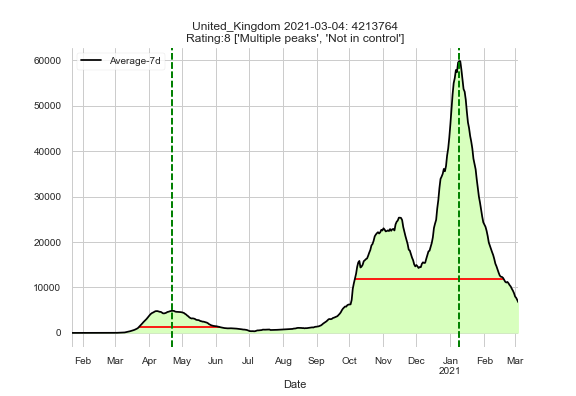 United_Kingdom 2021-03-04: 4213764
Rating:8 ['Multiple peaks', 'Not in control']
Average-7d
60000
50000
40000
30000
20000
10000
0
Feb Mar Apr May Jun Jul Aug Sep Oct Nov Dec Jan Feb Mar
2021
Date